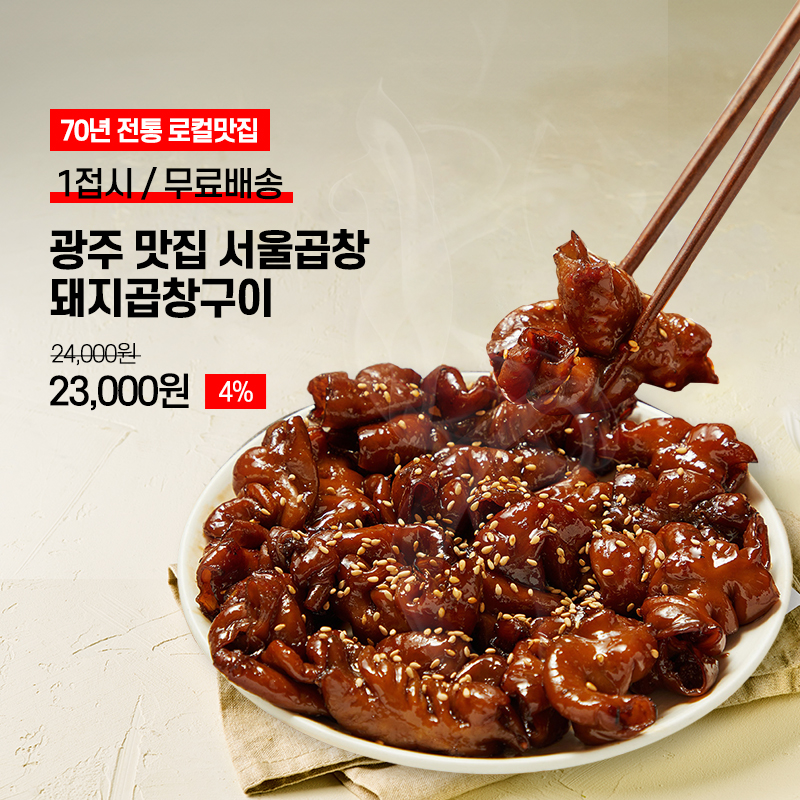 70년 전통 로컬맛집
1접시 / 무료배송
광주 맛집 서울곱창
돼지곱창구이
24,000원
23,000원 4%